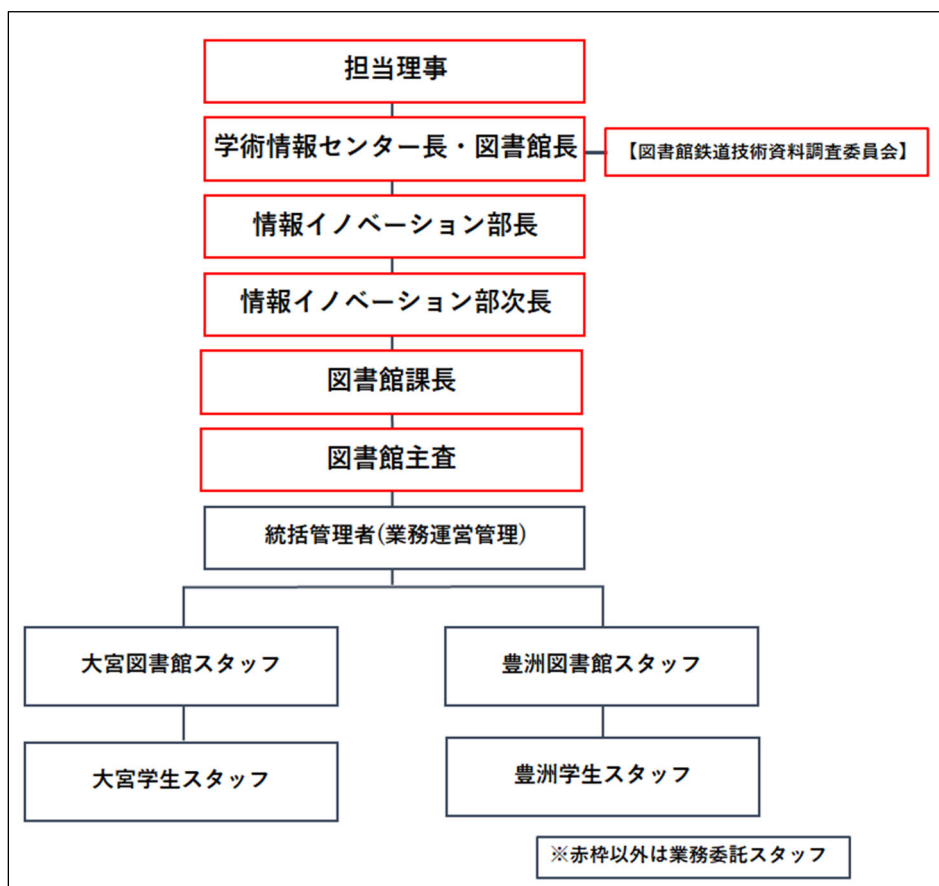 担当理事
学術情報センター長・図書館長
【図書館鉄道技術資料調査委員会】
情報イノベーション部長
情報イノベーション部次長
図書館課長
図書館主査
統括管理者(業務運営管理)
大宮図書館スタッフ
豊洲図書館スタッフ
大宮学生スタッフ
豊洲学生スタッフ
※赤枠以外は業務委託スタッフ